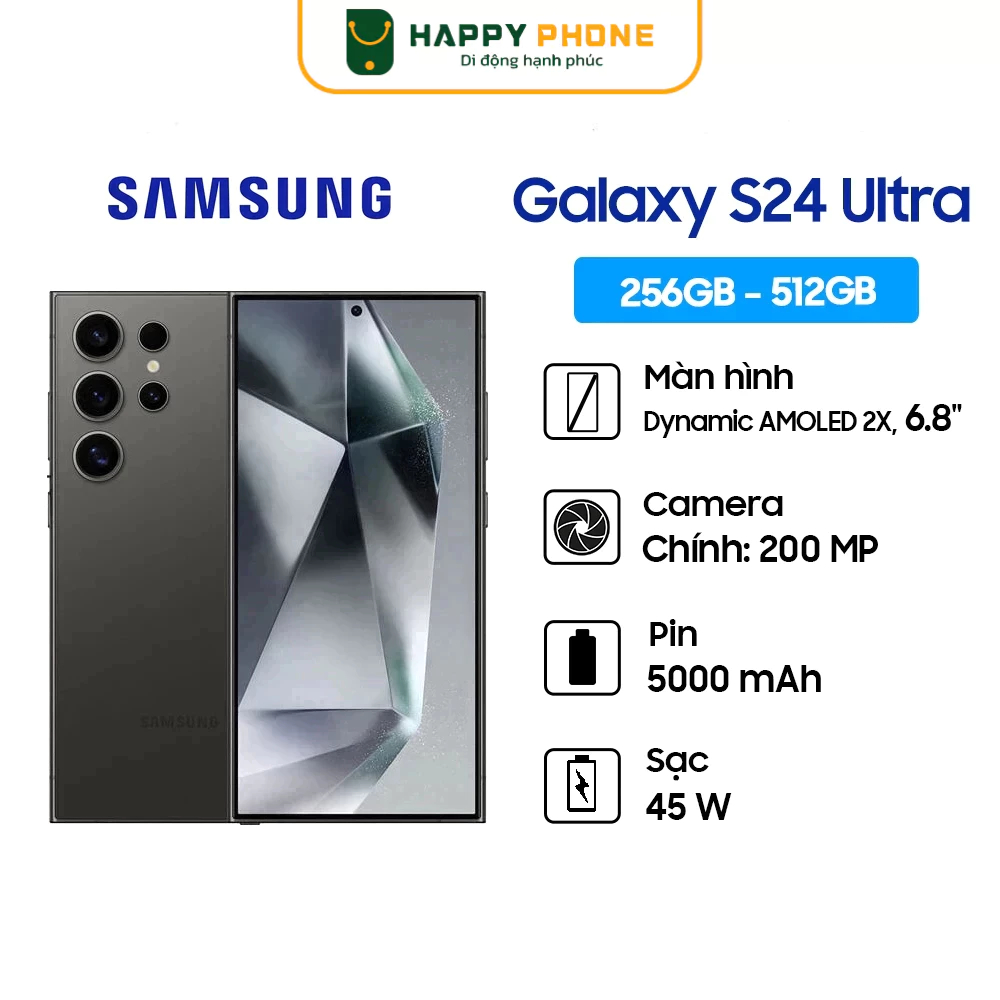 HAPPY PHONE
Di động hạnh phúc
SAMSUNG
Galaxy S24 Ultra
256GB - 512GB
Màn hình
Dynamic AMOLED 2X, 6.8"
Camera
Chính: 200 MP
Pin
5000 mAh
Sạc
45 W
SAMSUNG